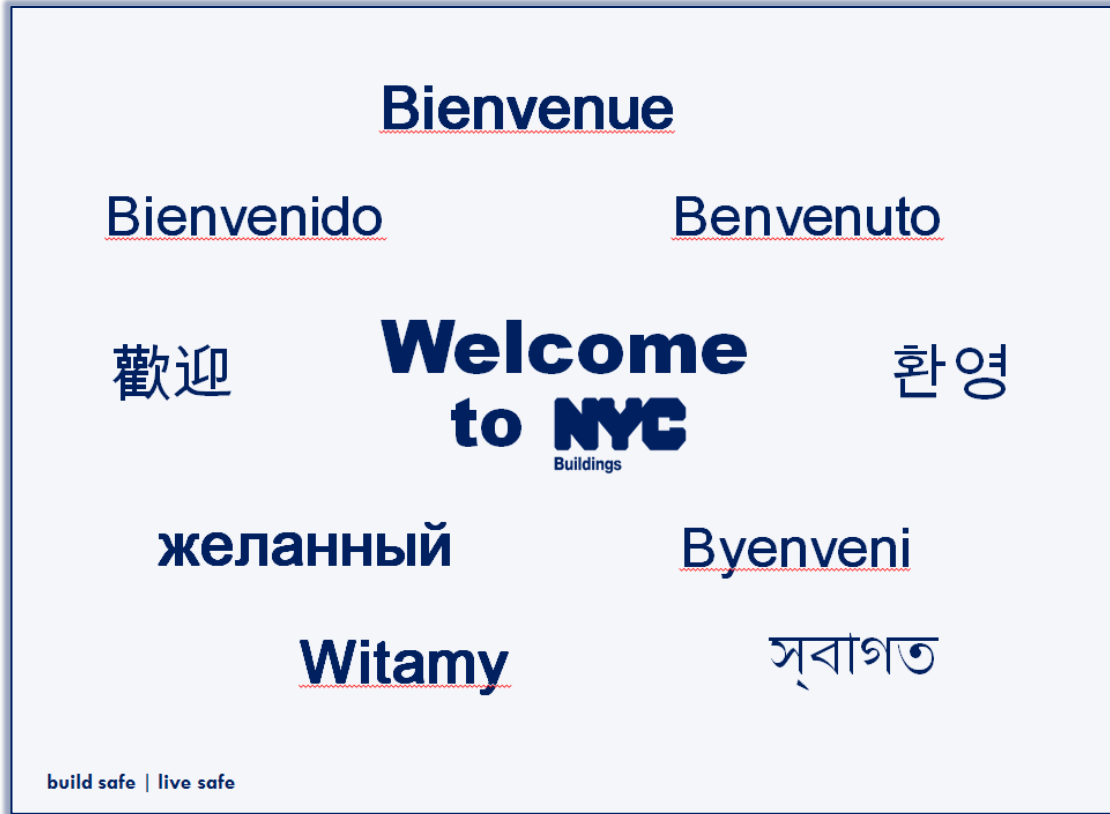 Bienvenue
Bienvenido
Benvenuto
歡迎
Welcome
환영
to NYC
Buildings
желанный
Byenveni
Witamy
স্বাগত
build safe | live safe